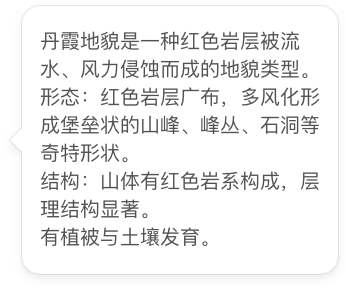 丹霞地貌是一种红色岩层被流
水、风力侵蚀而成的地貌类型。
形态：红色岩层广布，多风化形
成堡垒状的山峰、峰丛、石洞等
奇特形状。
结构：山体有红色岩系构成，层
理结构显著。
有植被与土壤发育。